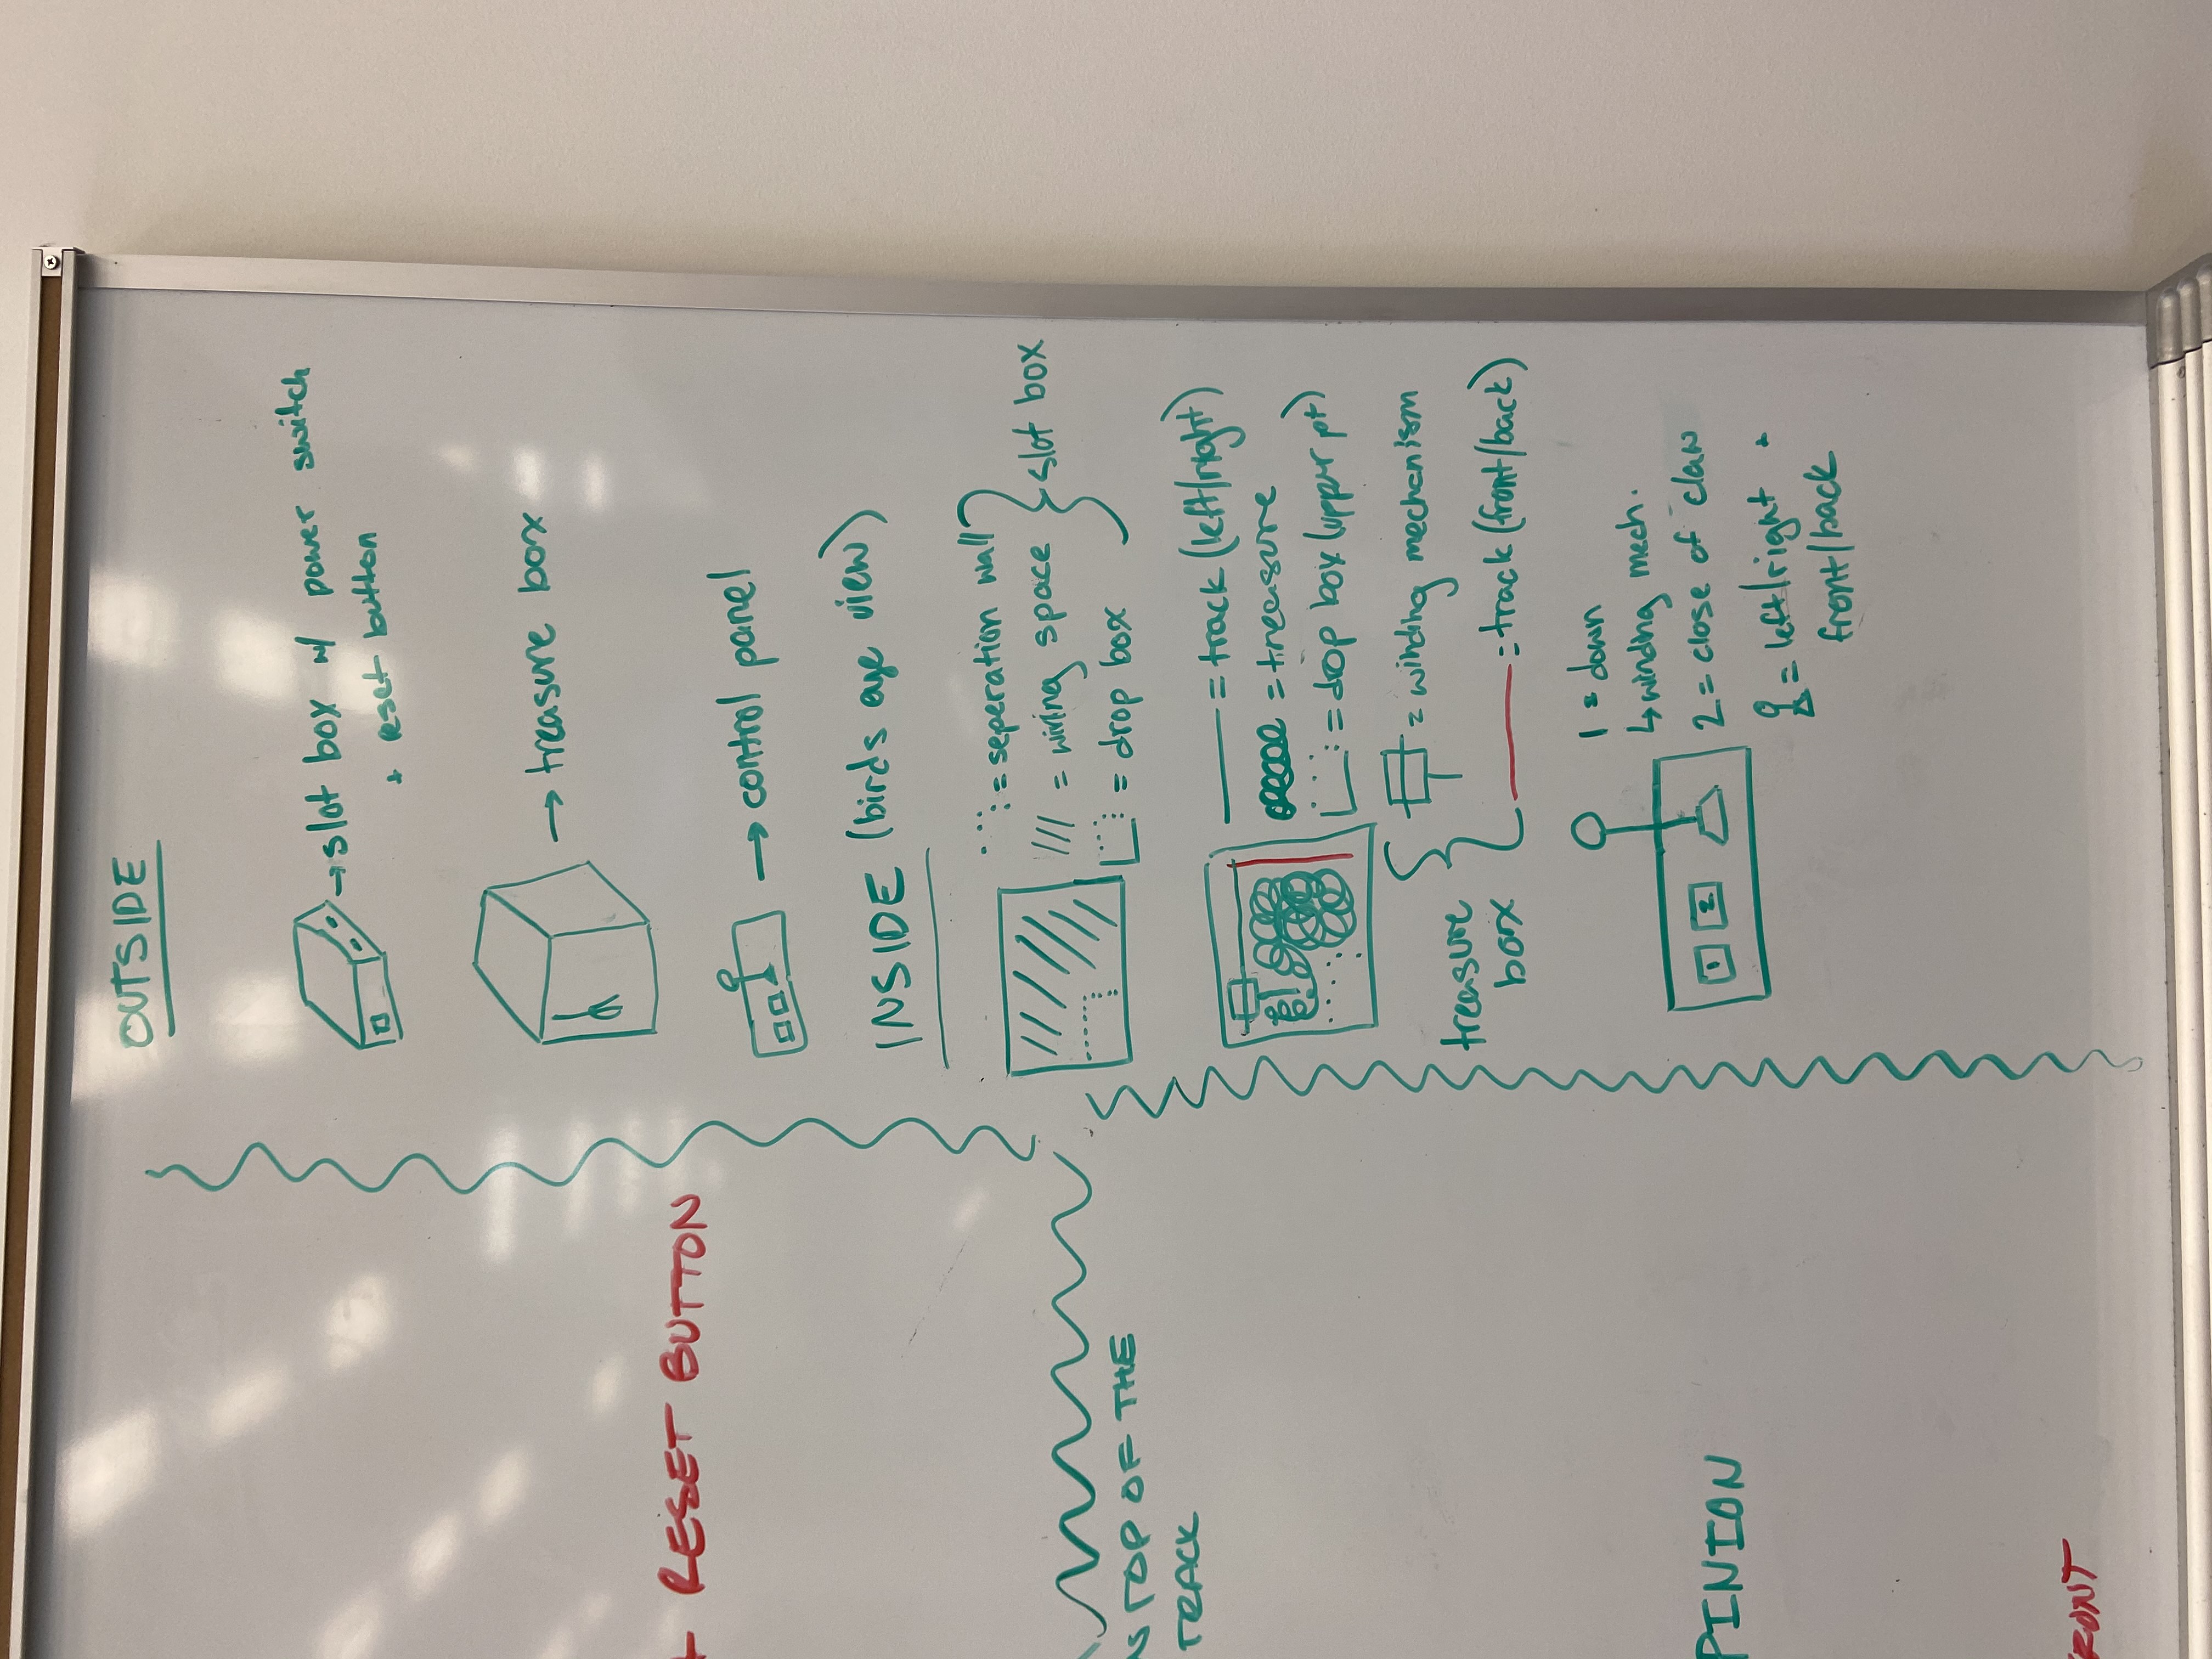 OUTSIDE
→ slot box w/ power switch
+ reset button
→ treasure box
RESET BUTTON
→ control panel
INSIDE (birds eye view)
= seperation wall
/// = wiring space
= drop box
slot box
TOP OF THE
TRACK
= track (left/right)
= treasure
= drop box (upper pt)
= winding mechanism
treasure
box
= track (front/back)
1 = down
↳ winding mech.
1 2
2 = close of claw
PINION
= left/right +
front/back
RONT